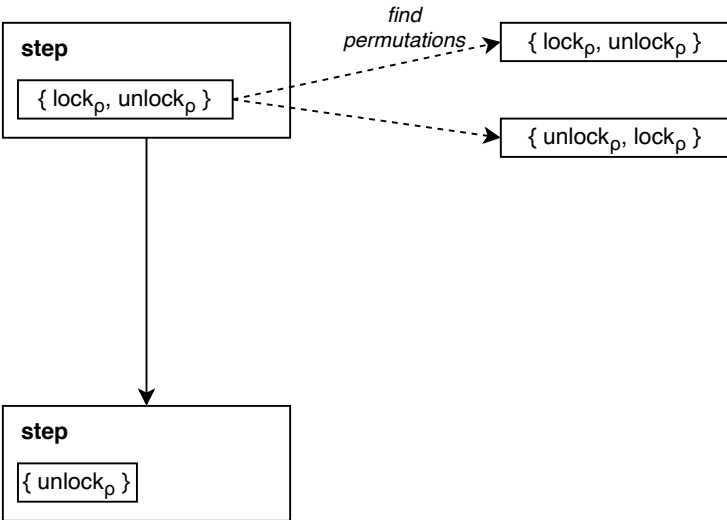 find
permutations
step
{ lockᵨ, unlockᵨ }
{ lockᵨ, unlockᵨ }
{ unlockᵨ, lockᵨ }
step
{ unlockᵨ }